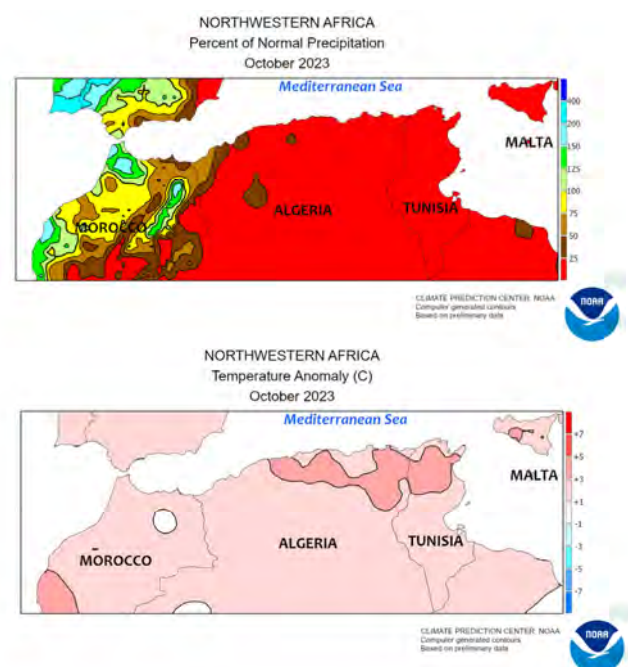 NORTHWESTERN AFRICA
Percent of Normal Precipitation
October 2023
Mediterranean Sea
MALTA
ALGERIA
TUNISIA
MOROCCO
400
200
150
125
100
75
50
25
CLIMATE PREDICTION CENTER, NOAA
Computer generated contours
Based on preliminary data
NOAA
NORTHWESTERN AFRICA
Temperature Anomaly (C)
October 2023
Mediterranean Sea
MALTA
ALGERIA
TUNISIA
MOROCCO
+7
+5
+3
+1
-1
-3
-5
-7
CLIMATE PREDICTION CENTER, NOAA
Computer generated contours
Based on preliminary data
NOAA